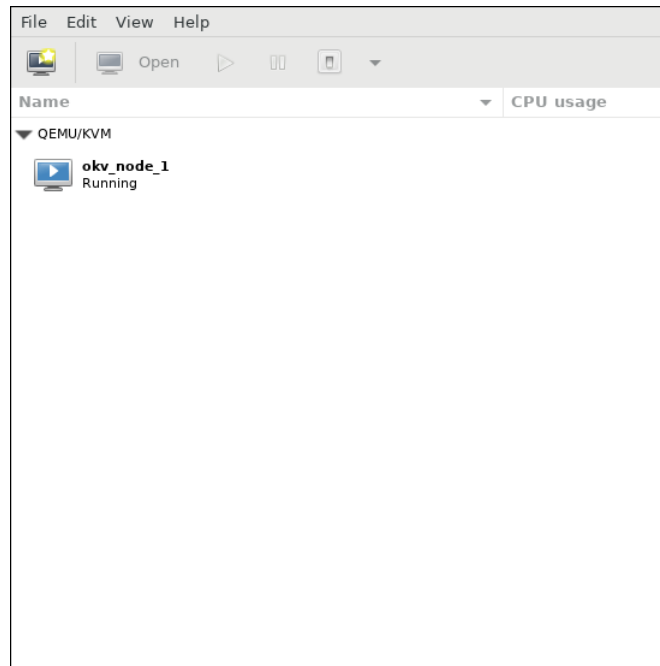 File Edit View Help
Open
Name CPU usage
QEMU/KVM
okv_node_1
Running